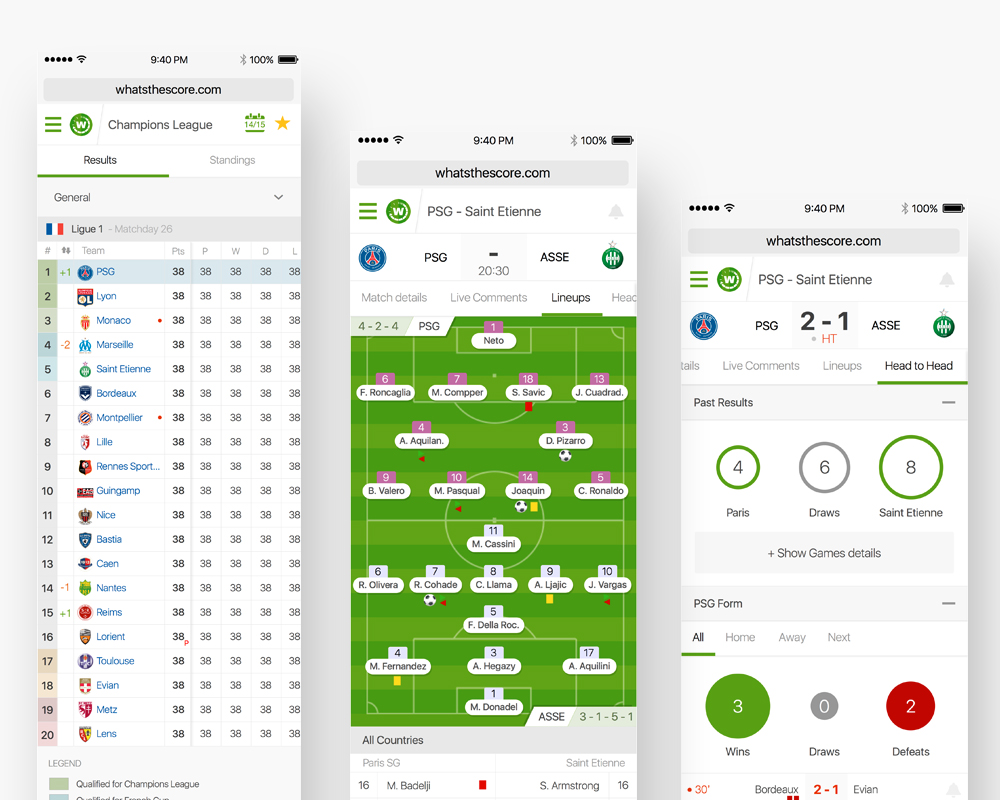 9:40 PM 100%
whatsthescore.com
W Champions League 14/15
Results Standings
General
Ligue 1 - Matchday 26
# Team Pts P W D L
1 +1 PSG 38 38 38 38 38
2 Lyon 38 38 38 38 38
3 Monaco 38 38 38 38 38
4 -2 Marseille 38 38 38 38 38
5 Saint Etienne 38 38 38 38 38
6 Bordeaux 38 38 38 38 38
7 Montpellier 38 38 38 38 38
8 Lille 38 38 38 38 38
9 Rennes Sport... 38 38 38 38 38
10 Guingamp 38 38 38 38 38
11 Nice 38 38 38 38 38
12 Bastia 38 38 38 38 38
13 Caen 38 38 38 38 38
14 -1 Nantes 38 38 38 38 38
15 +1 Reims 38 38 38 38 38
16 Lorient 38 P 38 38 38 38
17 Toulouse 38 38 38 38 38
18 Evian 38 38 38 38 38
19 Metz 38 38 38 38 38
20 Lens 38 38 38 38 38
LEGEND
Qualified for Champions League
Qualified for French Cup
9:40 PM 100%
whatsthescore.com
W PSG - Saint Etienne
PSG - ASSE
20:30
Match details Live Comments Lineups Head
4 - 2 - 4 PSG
1
Neto
6 7 18 13
F. Roncaglia M. Compper S. Savic J. Cuadrad.
4 3
A. Aquilan. D. Pizarro
9 10 14 5
B. Valero M. Pasqual Joaquin C. Ronaldo
11
M. Cassini
6 7 8 9 10
R. Olivera R. Cohade C. Llama A. Ljajic J. Vargas
5
F. Della Roc.
4 3 17
M. Fernandez A. Hegazy A. Aquilini
1
M. Donadel
ASSE 3 - 1 - 5 - 1
All Countries
Paris SG Saint Etienne
16 M. Badelji S. Armstrong 16
9:40 PM 100%
whatsthescore.com
W PSG - Saint Etienne
PSG 2 - 1 ASSE
HT
tails Live Comments Lineups Head to Head
Past Results
4 6 8
Paris Draws Saint Etienne
+ Show Games details
PSG Form
All Home Away Next
3 0 2
Wins Draws Defeats
30' Bordeaux 2 - 1 Evian